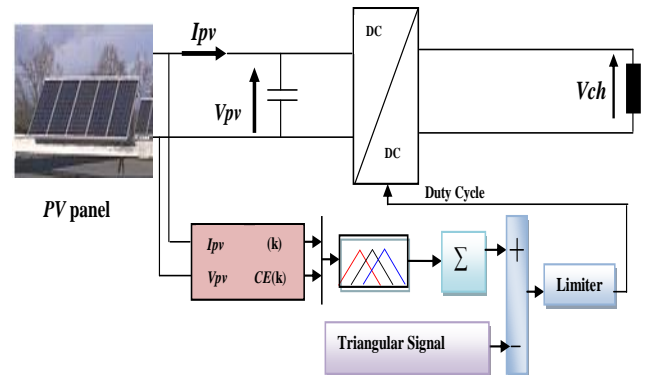 Ipv
DC
Vpv
Vch
DC
PV panel
Duty Cycle
Ipv (k)
Vpv CE(k)
Σ
+
Limiter
Triangular Signal
−